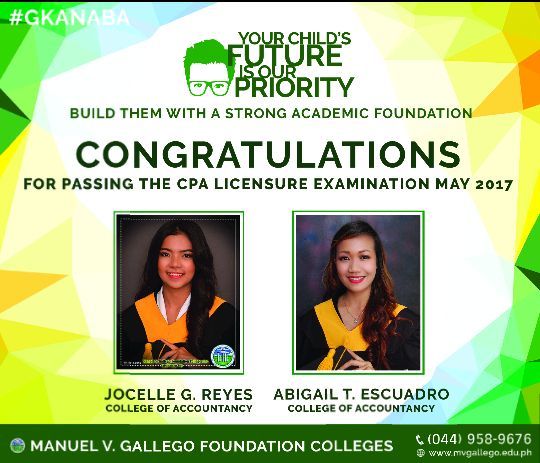 #GKANABA
YOUR CHILD'S
FUTURE
IS OUR
PRIORITY
BUILD THEM WITH A STRONG ACADEMIC FOUNDATION
CONGRATULATIONS
FOR PASSING THE CPA LICENSURE EXAMINATION MAY 2017
JOCELLE G. REYES
COLLEGE OF ACCOUNTANCY
ABIGAIL T. ESCUADRO
COLLEGE OF ACCOUNTANCY
MANUEL V. GALLEGO FOUNDATION COLLEGES
(044) 958-9676
www.mvgallego.edu.ph